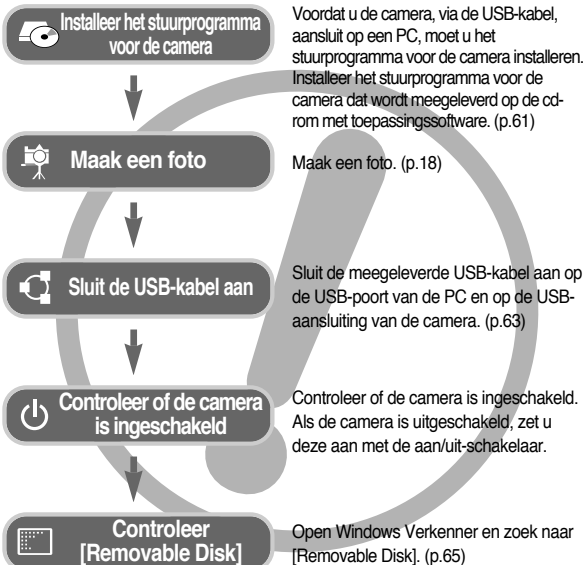 Installeer het stuurprogramma
voor de camera
Voordat u de camera, via de USB-kabel,
aansluit op een PC, moet u het
stuurprogramma voor de camera installeren.
Installeer het stuurprogramma voor de
camera dat wordt meegeleverd op de cd-
rom met toepassingssoftware. (p.61)
Maak een foto
Maak een foto. (p.18)
Sluit de USB-kabel aan
Sluit de meegeleverde USB-kabel aan op
de USB-poort van de PC en op de USB-
aansluiting van de camera. (p.63)
Controleer of de camera
is ingeschakeld
Controleer of de camera is ingeschakeld.
Als de camera is uitgeschakeld, zet u
deze aan met de aan/uit-schakelaar.
Controleer
[Removable Disk]
Open Windows Verkenner en zoek naar
[Removable Disk]. (p.65)